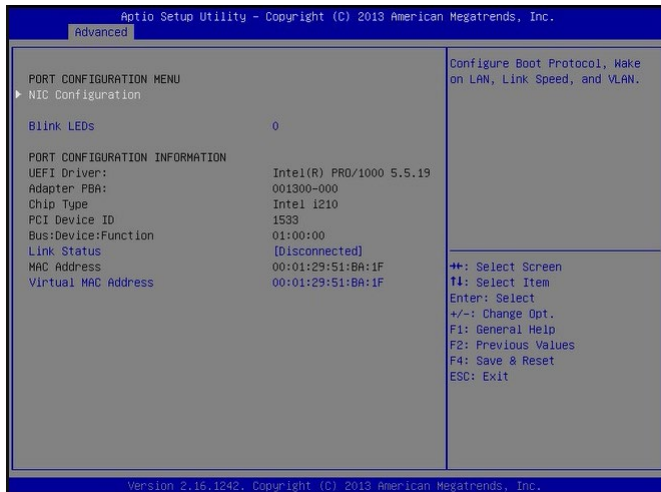 Aptio Setup Utility – Copyright (C) 2013 American Megatrends, Inc.
Advanced
PORT CONFIGURATION MENU
NIC Configuration
Blink LEDs 0
PORT CONFIGURATION INFORMATION
UEFI Driver: Intel(R) PRO/1000 5.5.19
Adapter PBA: 001300-000
Chip Type Intel i210
PCI Device ID 1533
Bus:Device:Function 01:00:00
Link Status [Disconnected]
MAC Address 00:01:29:51:BA:1F
Virtual MAC Address 00:01:29:51:BA:1F
Configure Boot Protocol, Wake
on LAN, Link Speed, and VLAN.
→←: Select Screen
↑↓: Select Item
Enter: Select
+/-: Change Opt.
F1: General Help
F2: Previous Values
F4: Save & Reset
ESC: Exit
Version 2.16.1242. Copyright (C) 2013 American Megatrends, Inc.